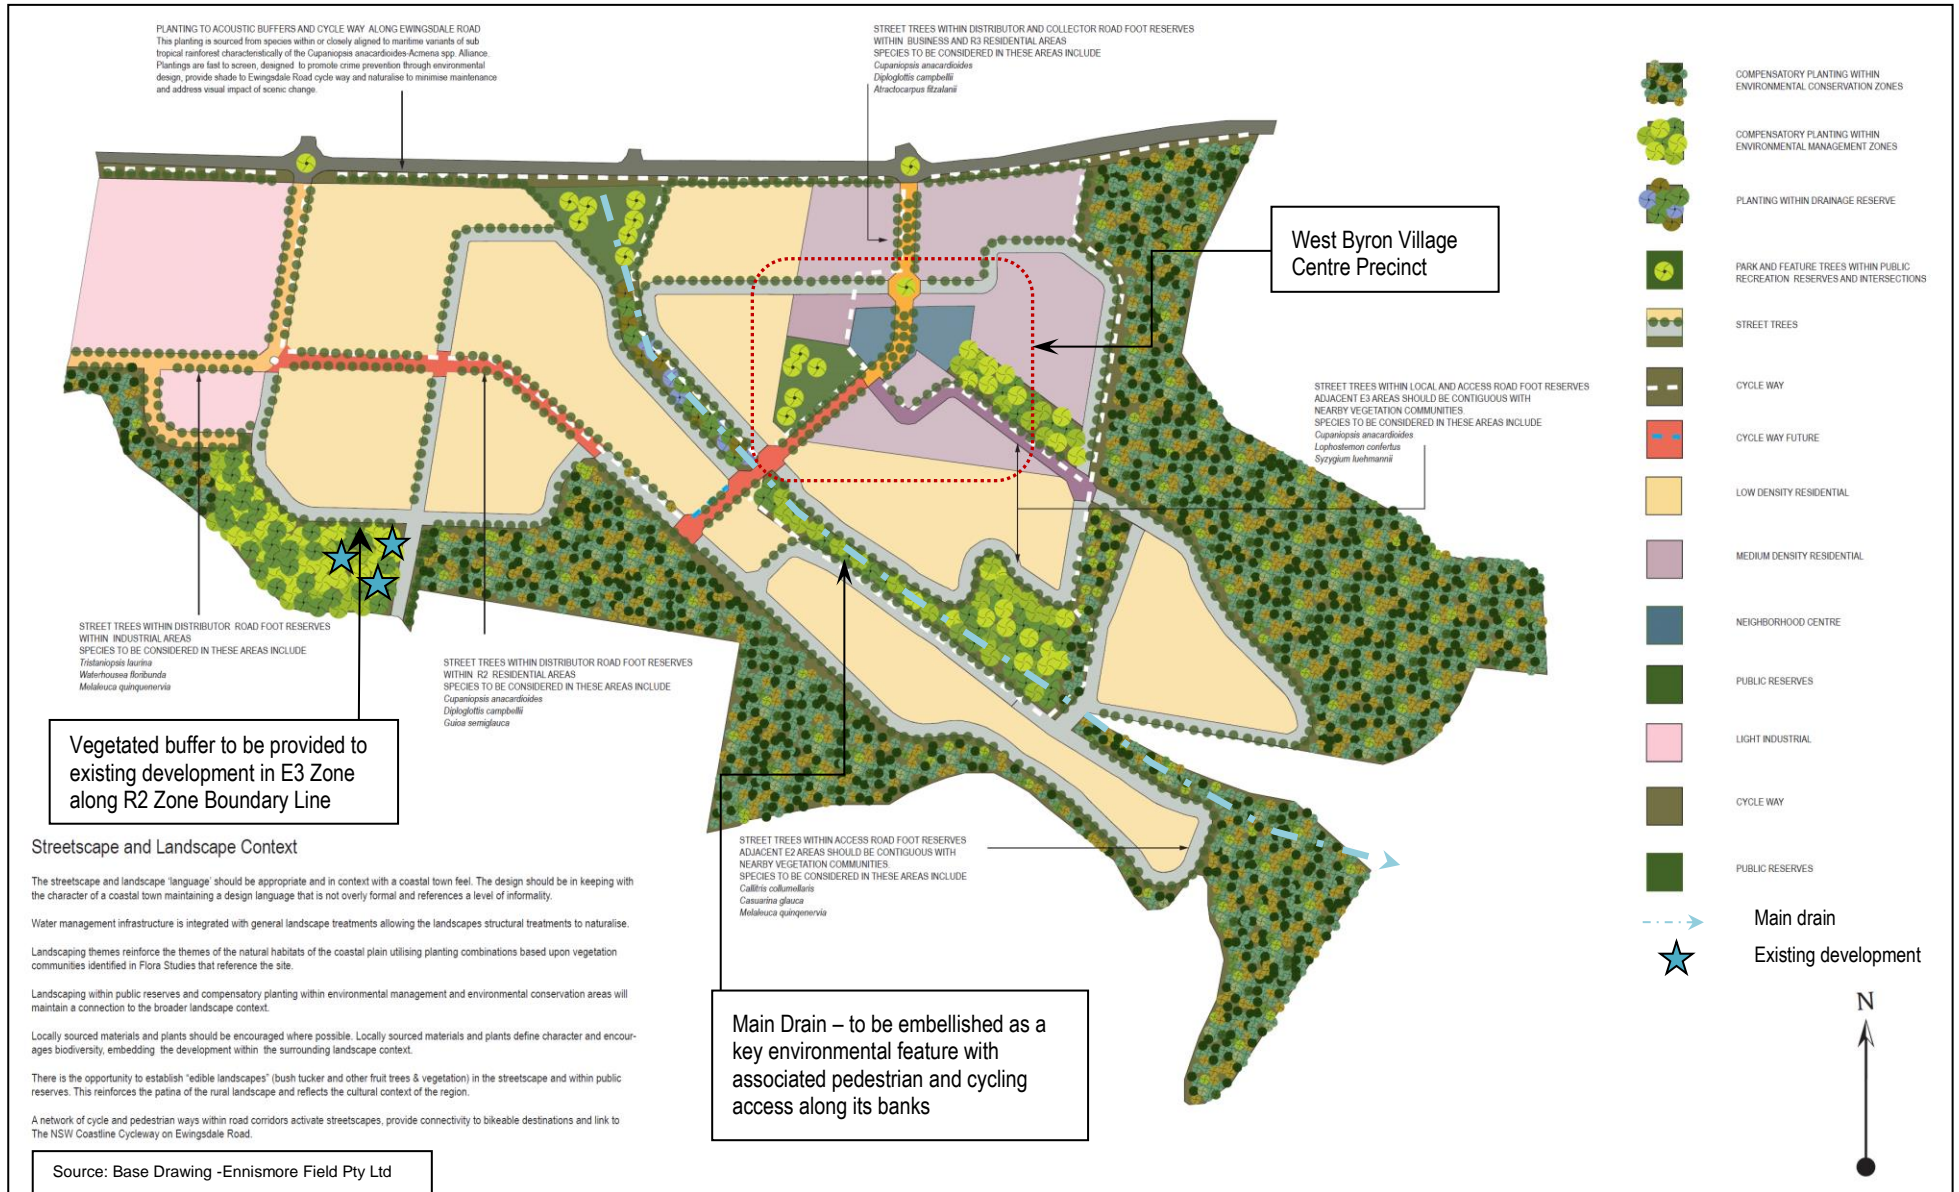 PLANTING TO ACOUSTIC BUFFERS AND CYCLE WAY ALONG EWINGSDALE ROAD
This planting is sourced from species within or closely aligned to maritime variants of sub
tropical rainforest characteristically of the Cupaniopsis anacardioides-Acmena spp. Alliance.
Plantings are fast to screen, designed to promote crime prevention through environmental
design, provide shade to Ewingsdale Road cycle way and naturalise to minimise maintenance
and address visual impact of scenic change.
STREET TREES WITHIN DISTRIBUTOR AND COLLECTOR ROAD FOOT RESERVES
WITHIN BUSINESS AND R3 RESIDENTIAL AREAS
SPECIES TO BE CONSIDERED IN THESE AREAS INCLUDE
Cupaniopsis anacardioides
Diploglottis campbellii
Atractocarpus fitzalanii
West Byron Village
Centre Precinct
STREET TREES WITHIN LOCAL AND ACCESS ROAD FOOT RESERVES
ADJACENT E3 AREAS SHOULD BE CONTIGUOUS WITH
NEARBY VEGETATION COMMUNITIES.
SPECIES TO BE CONSIDERED IN THESE AREAS INCLUDE
Cupaniopsis anacardioides
Lophostemon confertus
Syzygium luehmannii
STREET TREES WITHIN DISTRIBUTOR ROAD FOOT RESERVES
WITHIN INDUSTRIAL AREAS
SPECIES TO BE CONSIDERED IN THESE AREAS INCLUDE
Tristaniopsis laurina
Waterhousea floribunda
Melaleuca quinquenervia
STREET TREES WITHIN DISTRIBUTOR ROAD FOOT RESERVES
WITHIN R2 RESIDENTIAL AREAS
SPECIES TO BE CONSIDERED IN THESE AREAS INCLUDE
Cupaniopsis anacardioides
Diploglottis campbellii
Guioa semiglauca
Vegetated buffer to be provided to
existing development in E3 Zone
along R2 Zone Boundary Line
STREET TREES WITHIN ACCESS ROAD FOOT RESERVES
ADJACENT E2 AREAS SHOULD BE CONTIGUOUS WITH
NEARBY VEGETATION COMMUNITIES.
SPECIES TO BE CONSIDERED IN THESE AREAS INCLUDE
Callitris collumellaris
Casuarina glauca
Melaleuca quinqenervia
Main Drain – to be embellished as a
key environmental feature with
associated pedestrian and cycling
access along its banks
Streetscape and Landscape Context
The streetscape and landscape 'language' should be appropriate and in context with a coastal town feel. The design should be in keeping with
the character of a coastal town maintaining a design language that is not overly formal and references a level of informality.
Water management infrastructure is integrated with general landscape treatments allowing the landscapes structural treatments to naturalise.
Landscaping themes reinforce the themes of the natural habitats of the coastal plain utilising planting combinations based upon vegetation
communities identified in Flora Studies that reference the site.
Landscaping within public reserves and compensatory planting within environmental management and environmental conservation areas will
maintain a connection to the broader landscape context.
Locally sourced materials and plants should be encouraged where possible. Locally sourced materials and plants define character and encour-
ages biodiversity, embedding the development within the surrounding landscape context.
There is the opportunity to establish "edible landscapes" (bush tucker and other fruit trees & vegetation) in the streetscape and within public
reserves. This reinforces the patina of the rural landscape and reflects the cultural context of the region.
A network of cycle and pedestrian ways within road corridors activate streetscapes, provide connectivity to bikeable destinations and link to
The NSW Coastline Cycleway on Ewingsdale Road.
Source: Base Drawing -Ennismore Field Pty Ltd
COMPENSATORY PLANTING WITHIN
ENVIRONMENTAL CONSERVATION ZONES
COMPENSATORY PLANTING WITHIN
ENVIRONMENTAL MANAGEMENT ZONES
PLANTING WITHIN DRAINAGE RESERVE
PARK AND FEATURE TREES WITHIN PUBLIC
RECREATION RESERVES AND INTERSECTIONS
STREET TREES
CYCLE WAY
CYCLE WAY FUTURE
LOW DENSITY RESIDENTIAL
MEDIUM DENSITY RESIDENTIAL
NEIGHBORHOOD CENTRE
PUBLIC RESERVES
LIGHT INDUSTRIAL
CYCLE WAY
PUBLIC RESERVES
Main drain
Existing development
N